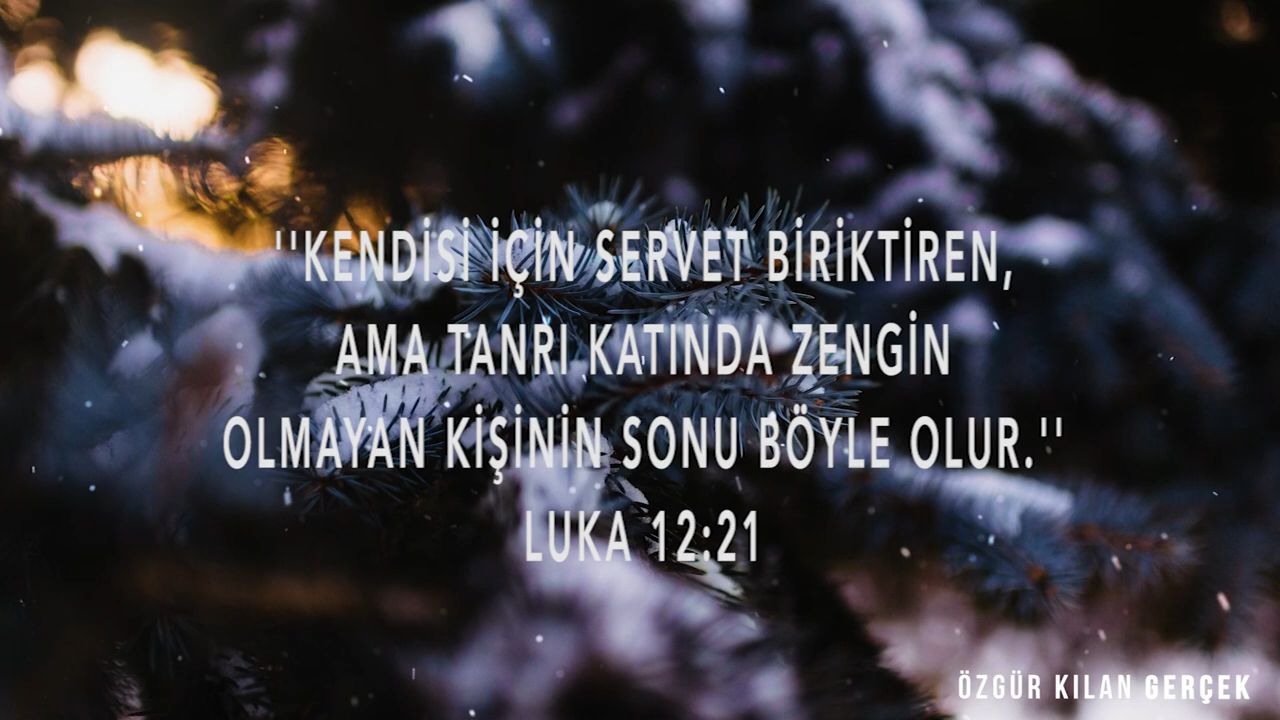 ''KENDİSİ İÇİN SERVET BİRİKTİREN,
AMA TANRI KATINDA ZENGİN
OLMAYAN KİŞİNİN SONU BÖYLE OLUR.''
LUKA 12:21
ÖZGÜR KILAN GERÇEK